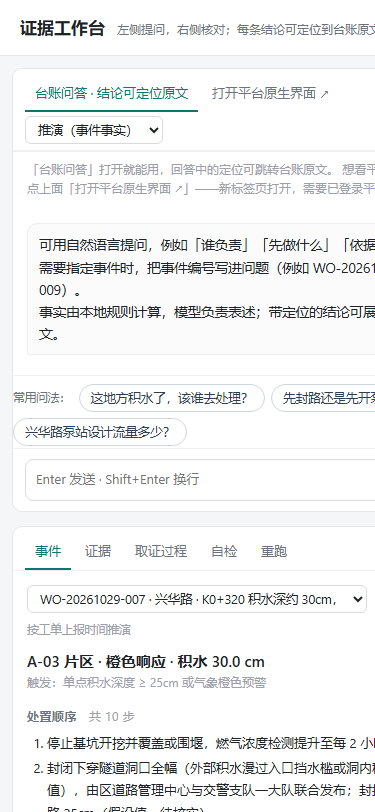 证据工作台 左侧提问，右侧核对；每条结论可定位到台账原文
台账问答 · 结论可定位原文 打开平台原生界面 ↗
推演（事件事实）
「台账问答」打开就能用，回答中的定位可跳转台账原文。 想看平
点上面「打开平台原生界面 ↗」——新标签页打开，需要已登录平
可用自然语言提问，例如「谁负责」「先做什么」「依据
需要指定事件时，把事件编号写进问题（例如 WO-20261
009）。
事实由本地规则计算，模型负责表述；带定位的结论可展
文。
常用问法： 这地方积水了，该谁去处理？ 先封路还是先开
兴华路泵站设计流量多少？
Enter 发送 · Shift+Enter 换行
事件 证据 取证过程 自检 重跑
WO-20261029-007 · 兴华路 · K0+320 积水深约 30cm，
按工单上报时间推演
A-03 片区 · 橙色响应 · 积水 30.0 cm
触发：单点积水深度 ≥ 25cm 或气象橙色预警
处置顺序 共 10 步
1. 停止基坑开挖并覆盖或围堰，燃气浓度检测提升至每 2 小
2. 封闭下穿隧道洞口全幅（外部积水漫过入口挡水槛或洞内
值），由区道路管理中心与交警支队一大队联合发布；封